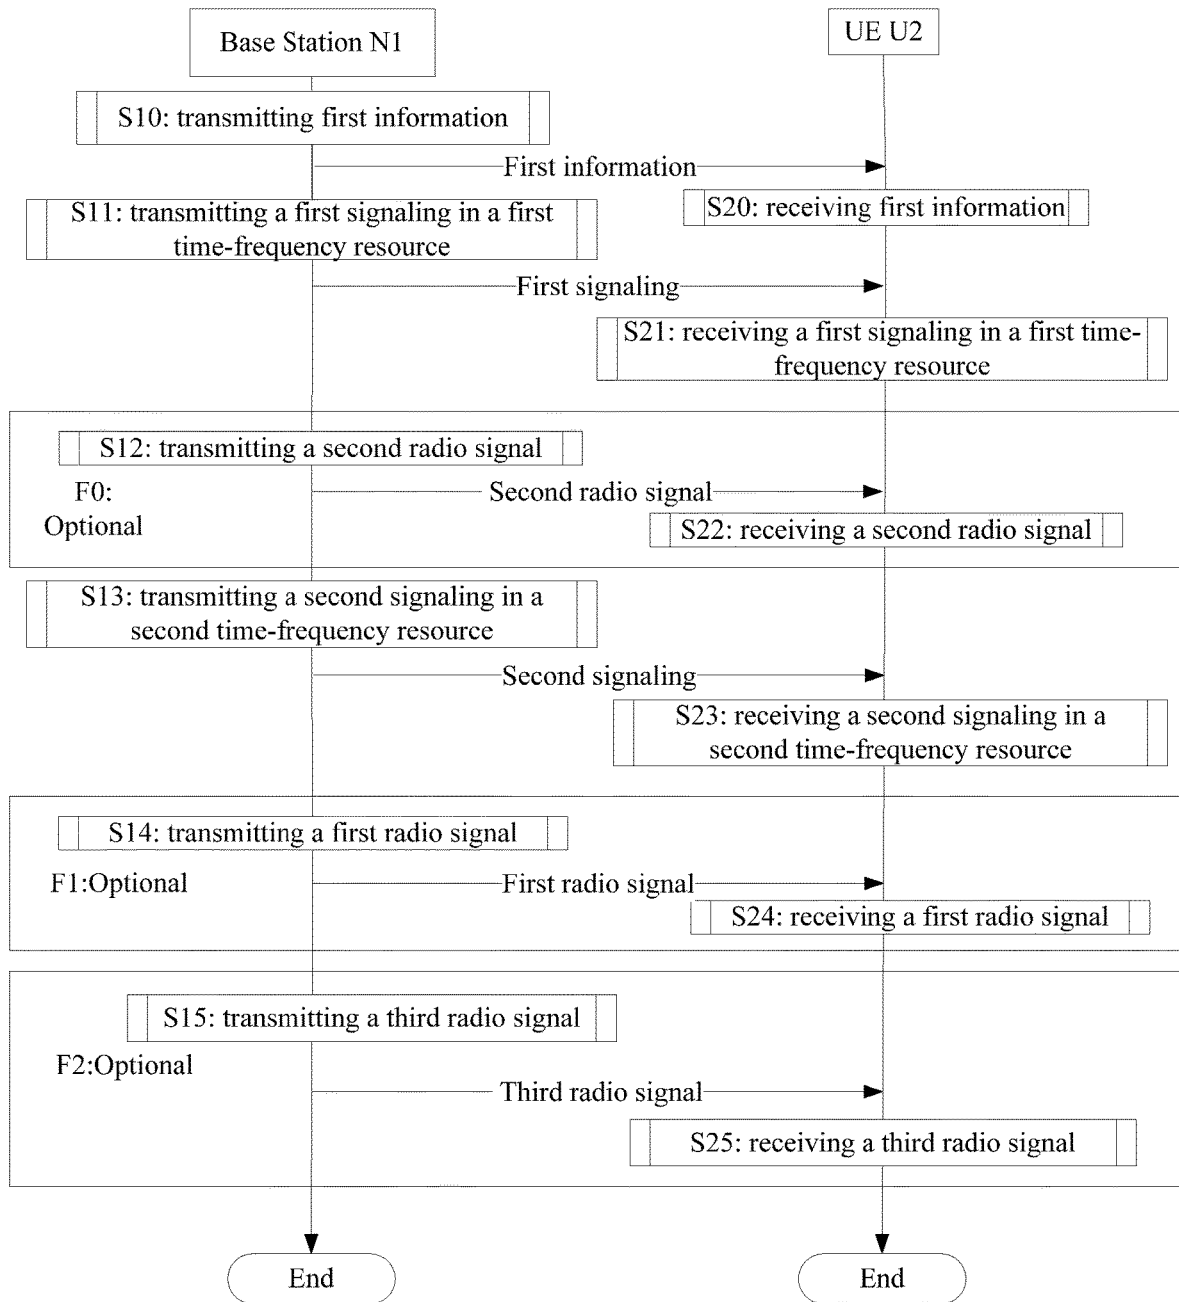 Base Station N1
UE U2
S10: transmitting first information
First information
S20: receiving first information
S11: transmitting a first signaling in a first
time-frequency resource
First signaling
S21: receiving a first signaling in a first time-
frequency resource
S12: transmitting a second radio signal
F0:
Optional
Second radio signal
S22: receiving a second radio signal
S13: transmitting a second signaling in a
second time-frequency resource
Second signaling
S23: receiving a second signaling in a
second time-frequency resource
S14: transmitting a first radio signal
F1:Optional
First radio signal
S24: receiving a first radio signal
S15: transmitting a third radio signal
F2:Optional
Third radio signal
S25: receiving a third radio signal
End
End